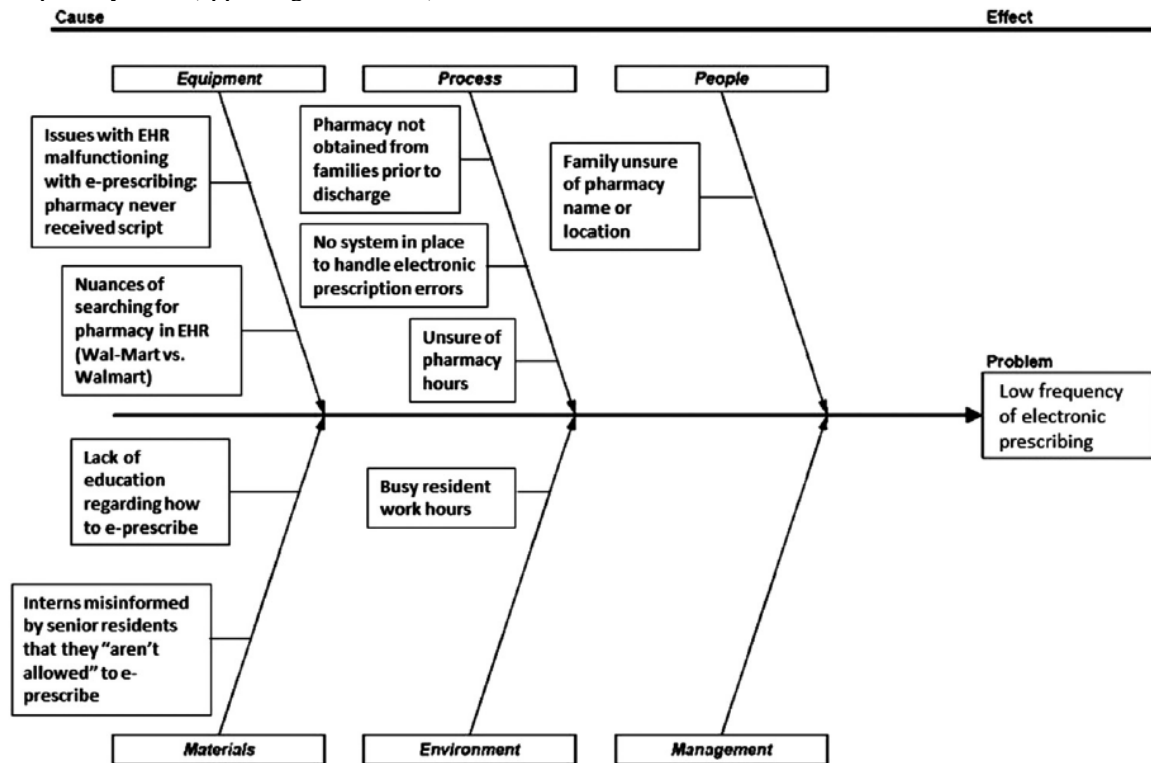 Cause
Effect
Equipment
Process
People
Issues with EHR
malfunctioning
with e-prescribing:
pharmacy never
received script
Pharmacy not
obtained from
families prior to
discharge
Family unsure
of pharmacy
name or
location
No system in place
to handle electronic
prescription errors
Nuances of
searching for
pharmacy in EHR
(Wal-Mart vs.
Walmart)
Unsure of
pharmacy
hours
Problem
Low frequency
of electronic
prescribing
Lack of
education
regarding how
to e-prescribe
Busy resident
work hours
Interns misinformed
by senior residents
that they “aren’t
allowed” to e-
prescribe
Materials
Environment
Management